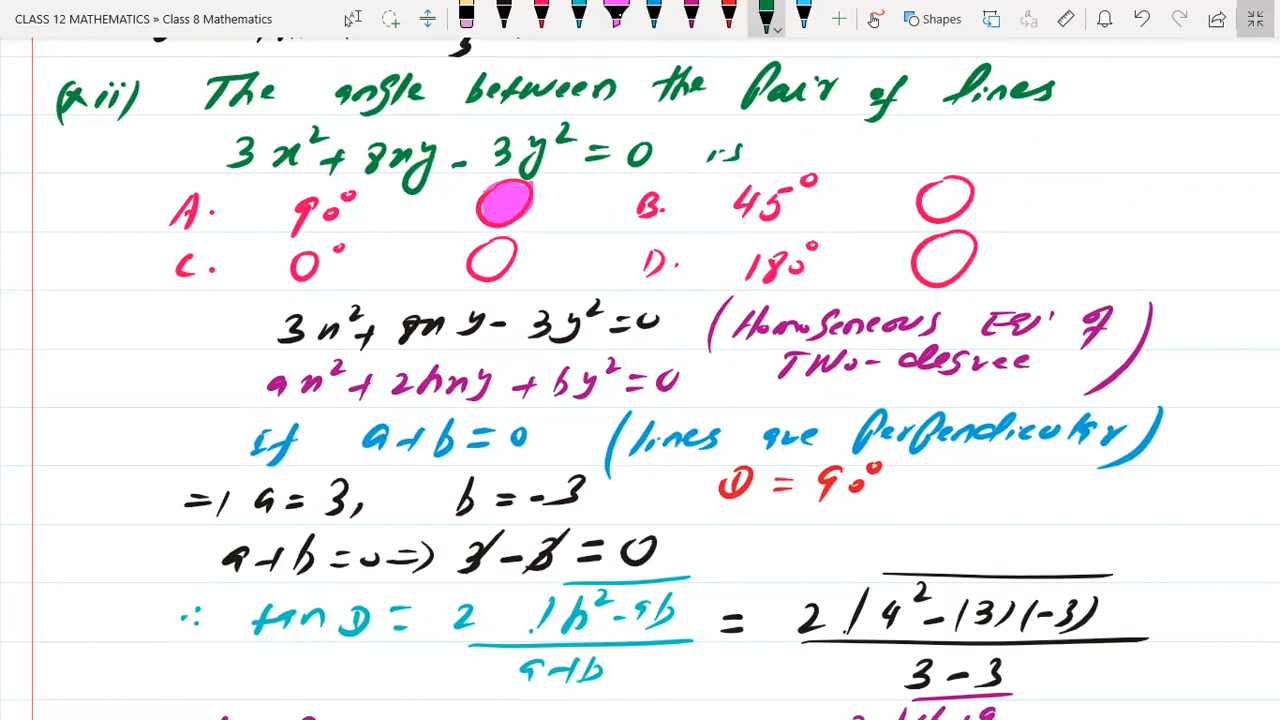 CLASS 12 MATHEMATICS » Class 8 Mathematics
Shapes
(xii) The angle between the pair of lines
3x²+8xy-3y²=0 is
A. 90° B. 45°
C. 0° D. 180°
3x²+8xy-3y²=0 (Homogeneous Eq. of
Two-degree)
ax²+2hxy+by²=0
If a+b=0 (lines are perpendicular)
θ = 90°
=) a=3, b=-3
a+b=0=) 3-3=0
∴ tan θ = 2√h²-ab / a+b = 2√4²-(3)(-3) / 3-3